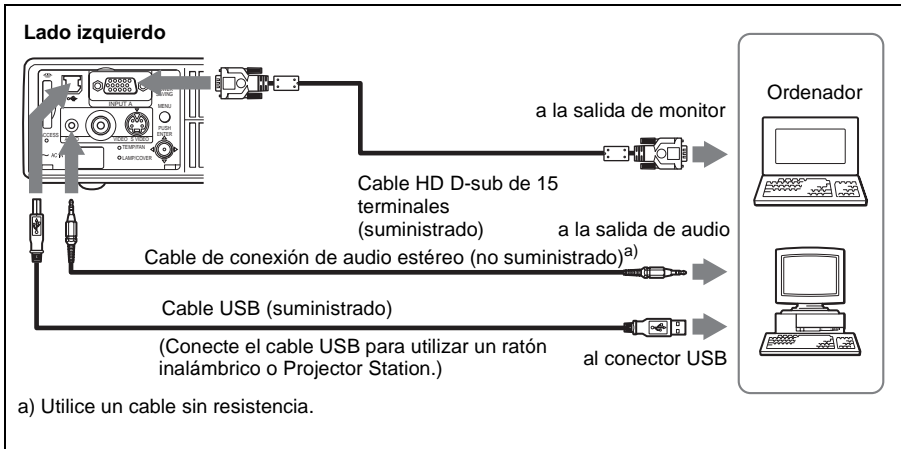 Lado izquierdo
INPUT A
SAVING
MENU
PUSH
ENTER
VIDEO S VIDEO
TEMP/FAN
LAMP/COVER
a la salida de monitor
Ordenador
Cable HD D-sub de 15
terminales
(suministrado)
a la salida de audio
Cable de conexión de audio estéreo (no suministrado)a)
Cable USB (suministrado)
(Conecte el cable USB para utilizar un ratón
inalámbrico o Projector Station.)
al conector USB
a) Utilice un cable sin resistencia.